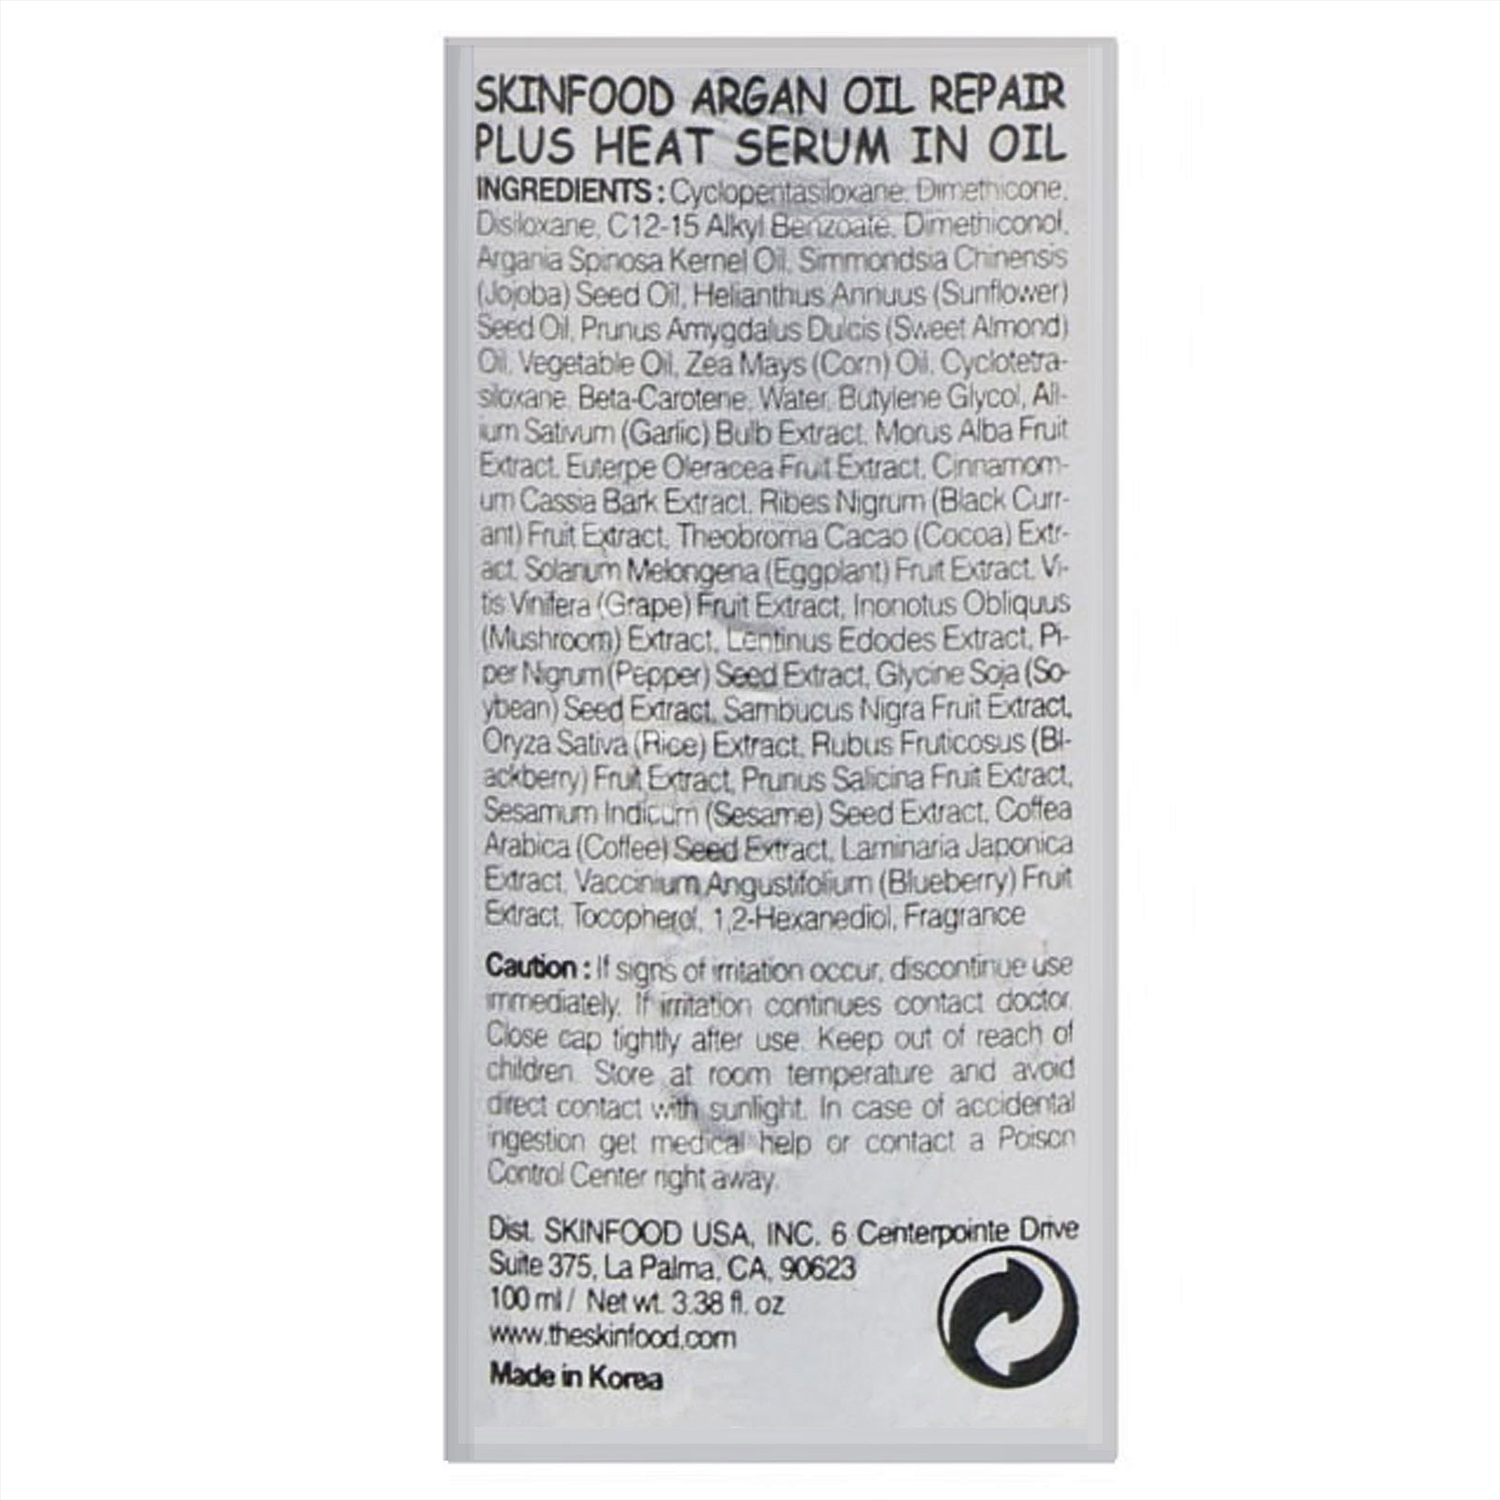 SKINFOOD ARGAN OIL REPAIR
PLUS HEAT SERUM IN OIL
INGREDIENTS : Cyclopentasiloxane, Dimethicone,
Disiloxane, C12-15 Alkyl Benzoate, Dimethiconol,
Argania Spinosa Kernel Oil, Simmondsia Chinensis
(Jojoba) Seed Oil, Helianthus Annuus (Sunflower)
Seed Oil, Prunus Amygdalus Dulcis (Sweet Almond)
Oil, Vegetable Oil, Zea Mays (Corn) Oil, Cyclotetra-
siloxane, Beta-Carotene, Water, Butylene Glycol, All-
ium Sativum (Garlic) Bulb Extract, Morus Alba Fruit
Extract, Euterpe Oleracea Fruit Extract, Cinnamom-
um Cassia Bark Extract, Ribes Nigrum (Black Curr-
ant) Fruit Extract, Theobroma Cacao (Cocoa) Extr-
act, Solanum Melongena (Eggplant) Fruit Extract, Vi-
tis Vinifera (Grape) Fruit Extract, Inonotus Obliquus
(Mushroom) Extract, Lentinus Edodes Extract, Pi-
per Nigrum (Pepper) Seed Extract, Glycine Soja (So-
ybean) Seed Extract, Sambucus Nigra Fruit Extract,
Oryza Sativa (Rice) Extract, Rubus Fruticosus (Bl-
ackberry) Fruit Extract, Prunus Salicina Fruit Extract,
Sesamum Indicum (Sesame) Seed Extract, Coffea
Arabica (Coffee) Seed Extract, Laminaria Japonica
Extract, Vaccinium Angustifolium (Blueberry) Fruit
Extract, Tocopherol, 1,2-Hexanediol, Fragrance
Caution : If signs of irritation occur, discontinue use
immediately. If irritation continues contact doctor.
Close cap tightly after use. Keep out of reach of
children. Store at room temperature and avoid
direct contact with sunlight. In case of accidental
ingestion get medical help or contact a Poison
Control Center right away.
Dist. SKINFOOD USA, INC. 6 Centerpointe Drive
Suite 375, La Palma, CA, 90623
100 ml / Net wt. 3.38 fl. oz
www.theskinfood.com
Made in Korea